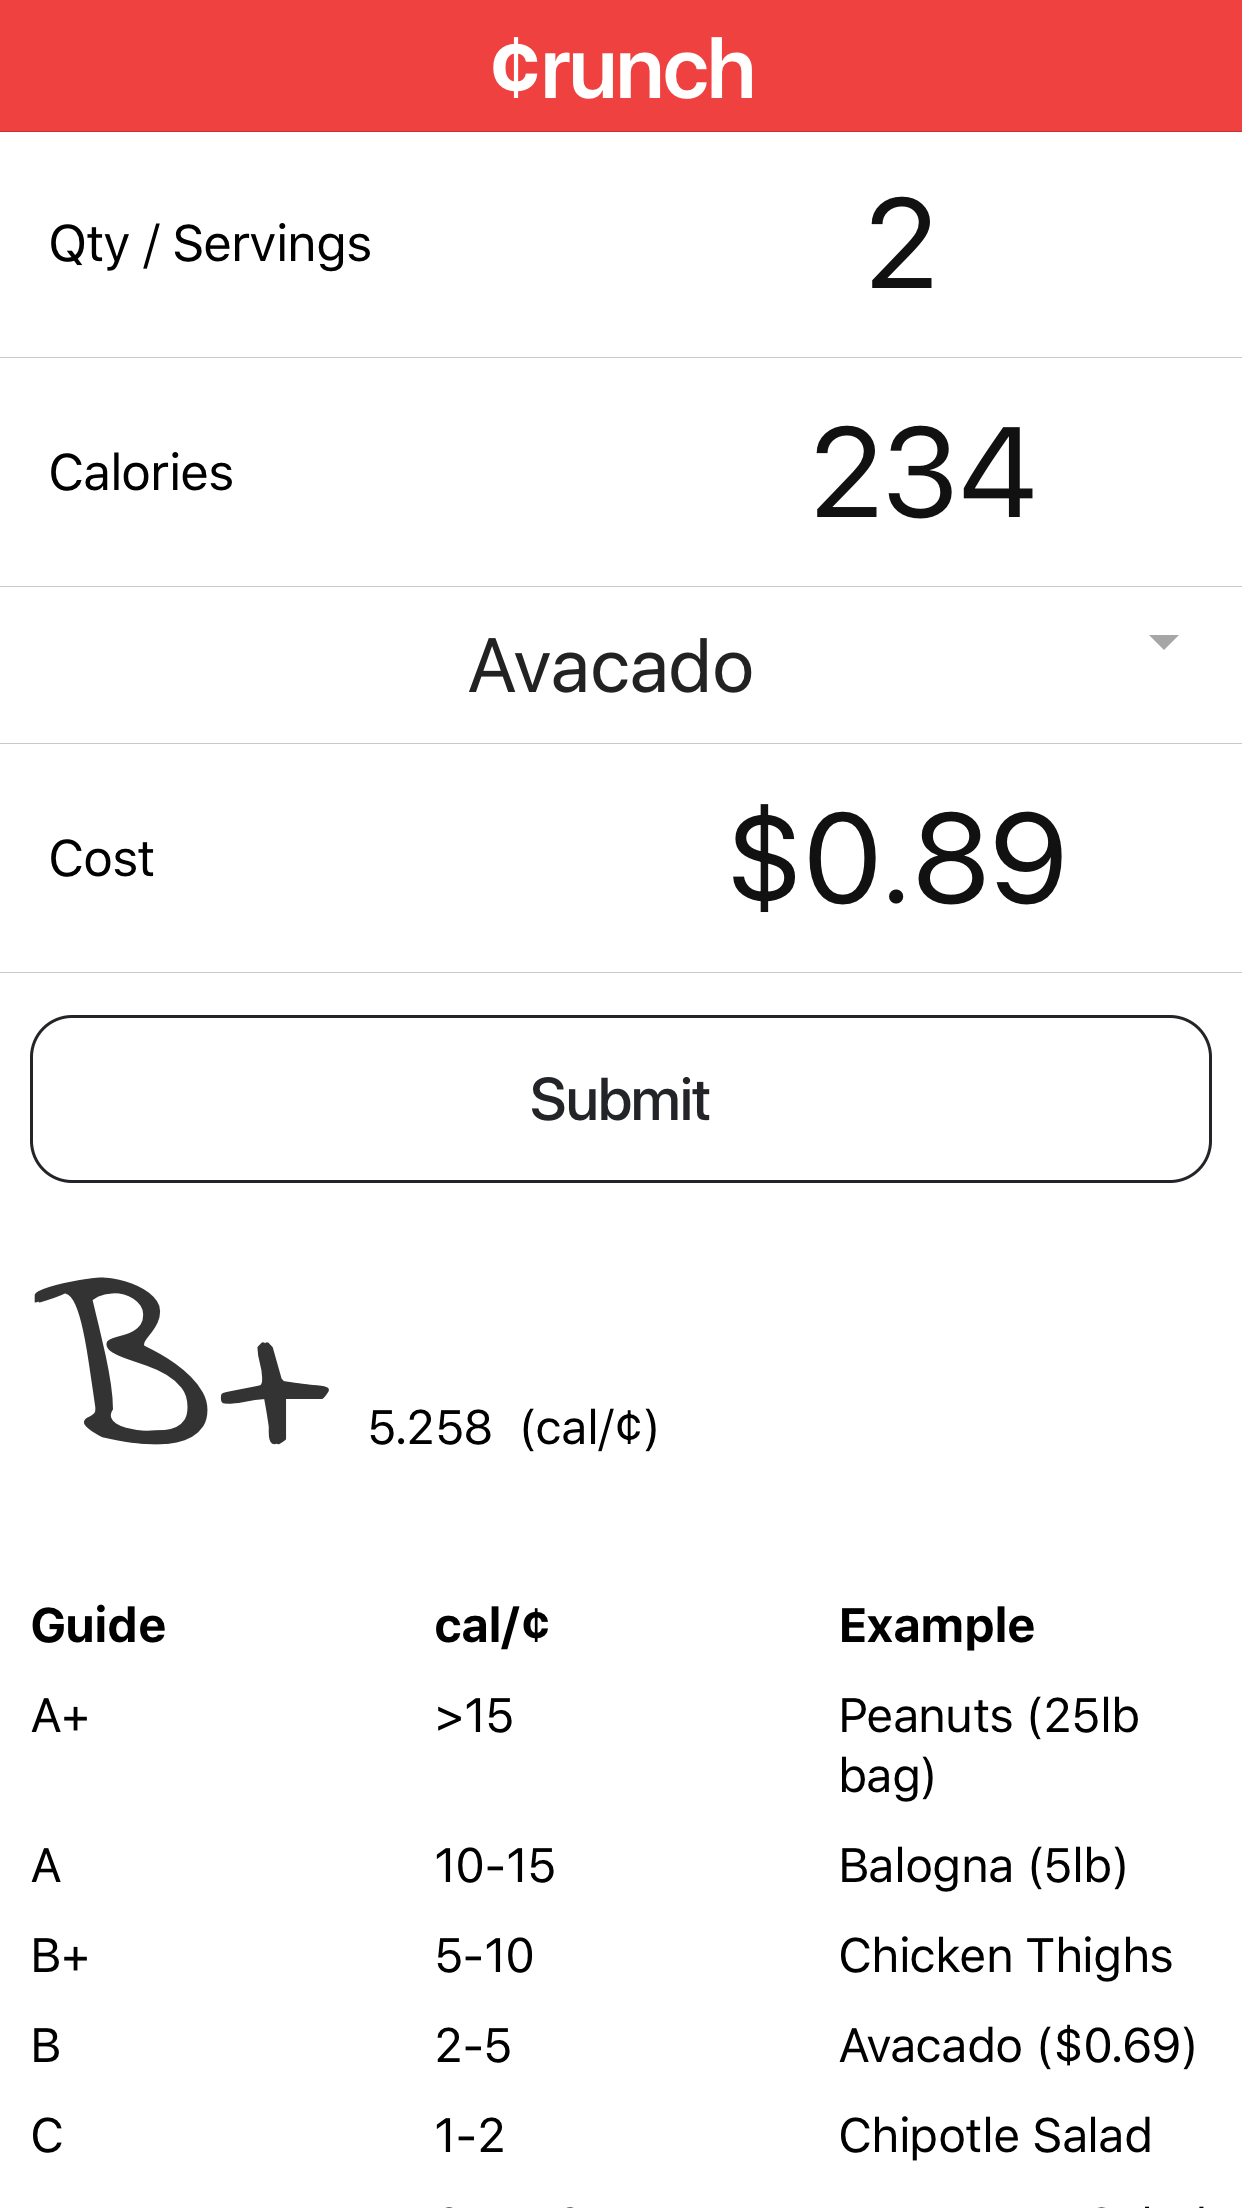 ¢runch
Qty / Servings 2
Calories 234
Avacado
Cost $0.89
Submit
B+ 5.258 (cal/¢)
Guide cal/¢ Example
A+ >15 Peanuts (25lb
bag)
A 10-15 Balogna (5lb)
B+ 5-10 Chicken Thighs
B 2-5 Avacado ($0.69)
C 1-2 Chipotle Salad